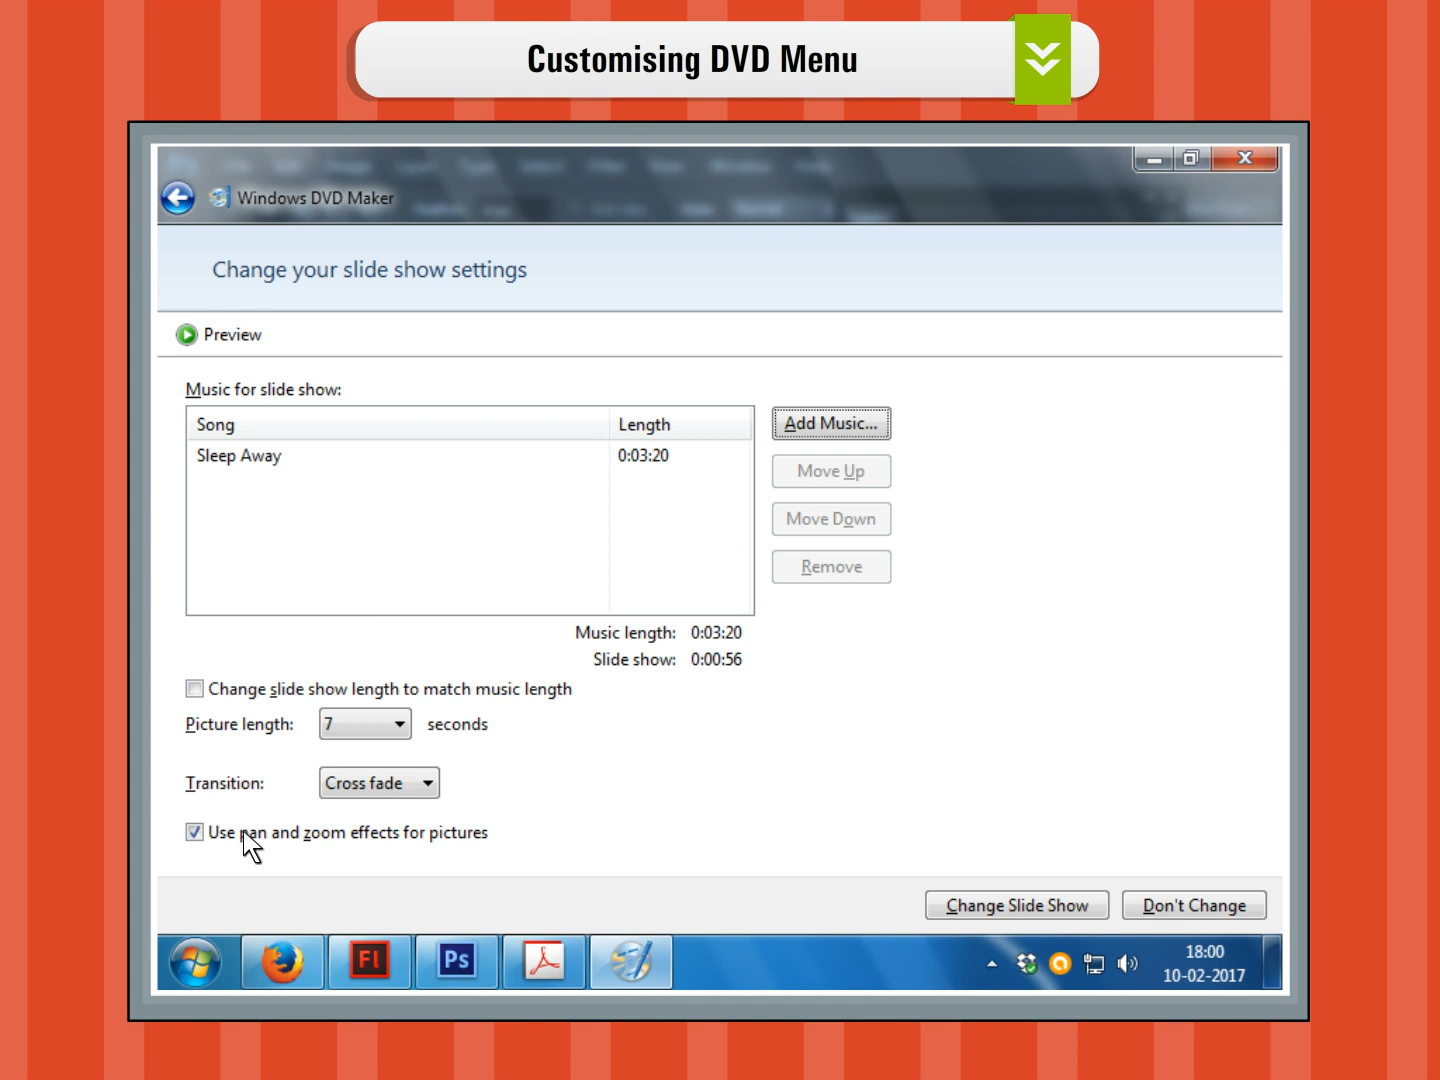 Customising DVD Menu
Windows DVD Maker
Change your slide show settings
Preview
Music for slide show:
Song Length
Sleep Away 0:03:20
Add Music...
Move Up
Move Down
Remove
Music length: 0:03:20
Slide show: 0:00:56
Change slide show length to match music length
Picture length: 7 seconds
Transition: Cross fade
Use pan and zoom effects for pictures
Change Slide Show Don't Change
Fl Ps
18:00
10-02-2017